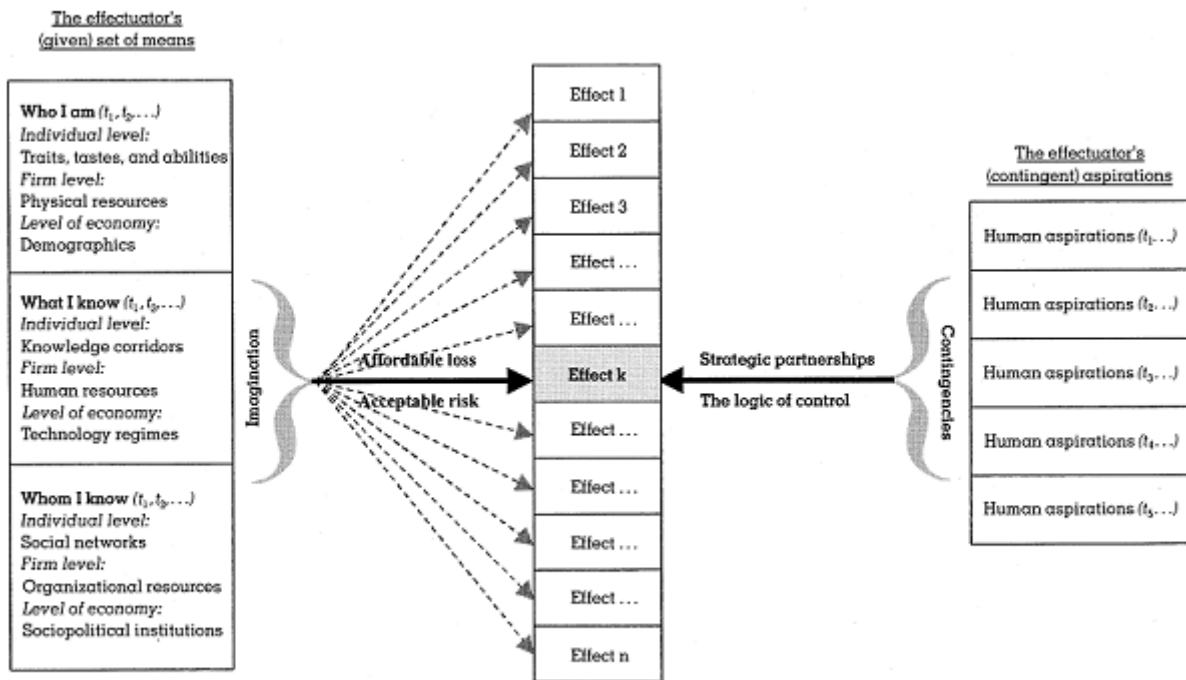 The effectuator's
(given) set of means
Who I am (t₁, t₂,...)
Individual level:
Traits, tastes, and abilities
Firm level:
Physical resources
Level of economy:
Demographics
What I know (t₁, t₂,...)
Individual level:
Knowledge corridors
Firm level:
Human resources
Level of economy:
Technology regimes
Whom I know (t₁, t₂,...)
Individual level:
Social networks
Firm level:
Organizational resources
Level of economy:
Sociopolitical institutions
Imagination
Affordable loss
Acceptable risk
Effect 1
Effect 2
Effect 3
Effect ...
Effect ...
Effect k
Effect ...
Effect ...
Effect ...
Effect ...
Effect n
Strategic partnerships
The logic of control
Contingencies
The effectuator's
(contingent) aspirations
Human aspirations (t₁...)
Human aspirations (t₂...)
Human aspirations (t₃...)
Human aspirations (t₄...)
Human aspirations (t₅...)